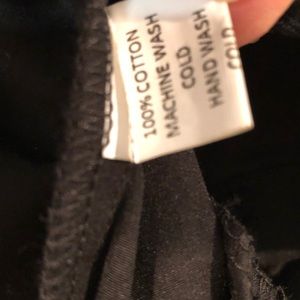 100% COTTON
MACHINE WASH
COLD
HAND WASH
COLD